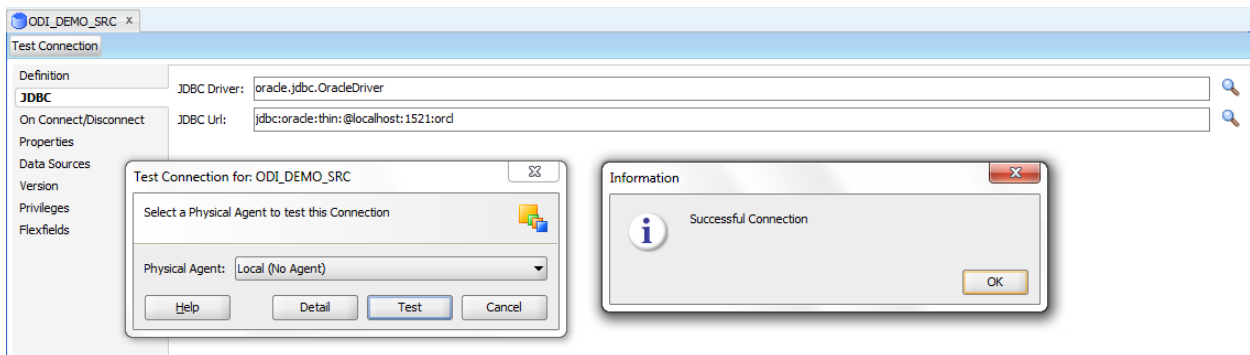 ODI_DEMO_SRC x
Test Connection
Definition
JDBC
On Connect/Disconnect
Properties
Data Sources
Version
Privileges
Flexfields
JDBC Driver: oracle.jdbc.OracleDriver
JDBC Url: jdbc:oracle:thin:@localhost:1521:orcl
Test Connection for: ODI_DEMO_SRC
Select a Physical Agent to test this Connection
Physical Agent: Local (No Agent)
Help Detail Test Cancel
Information
Successful Connection
OK